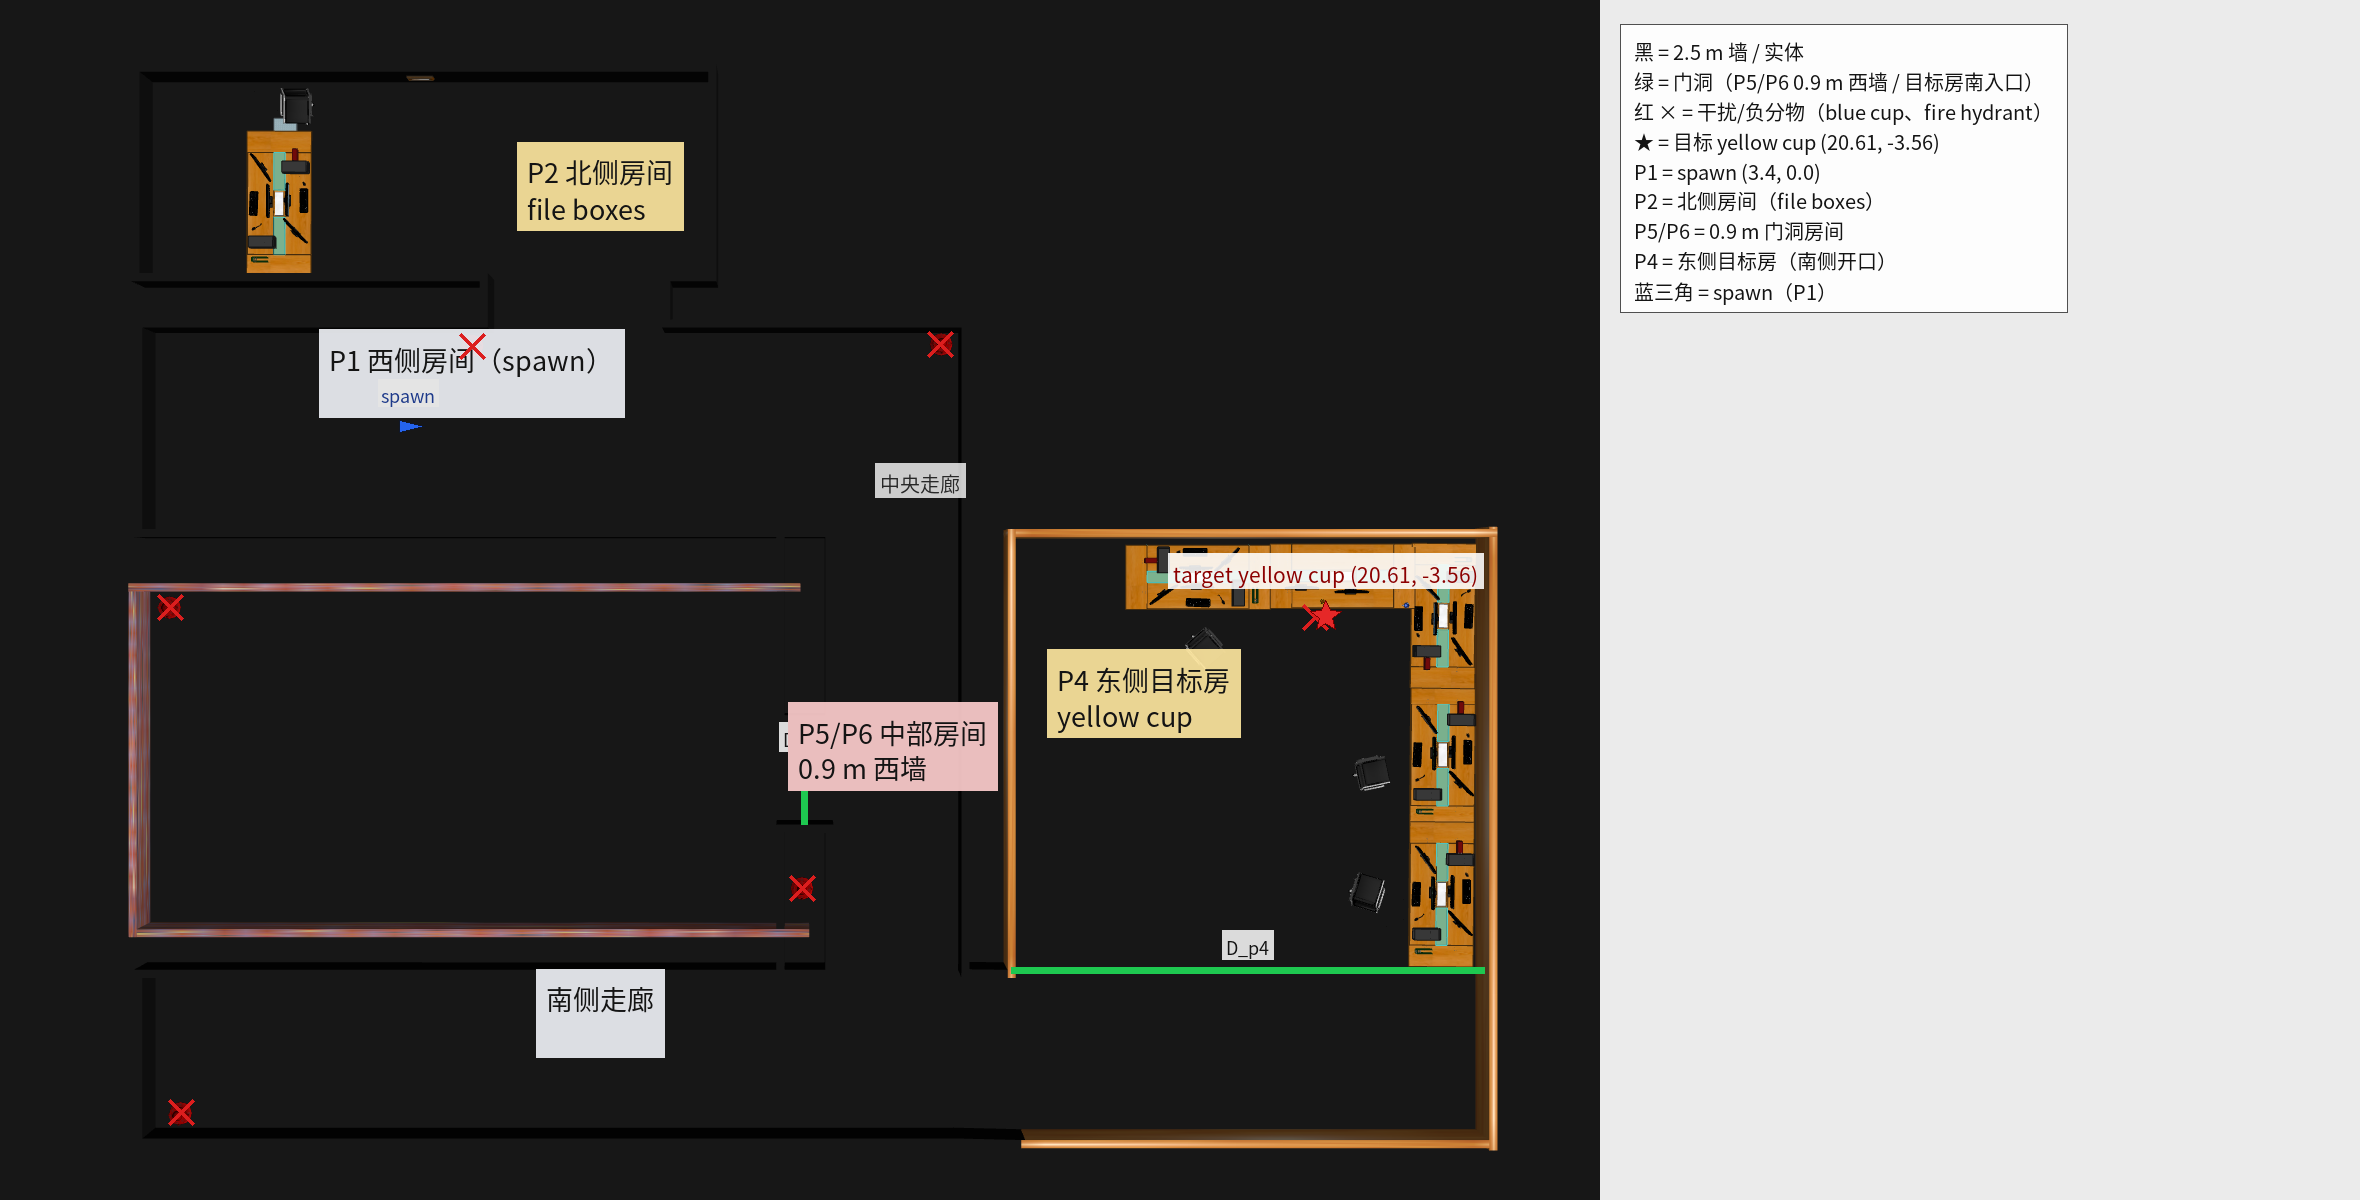 P2 北侧房间
file boxes
P1 西侧房间（spawn）
spawn
中央走廊
target yellow cup (20.61, -3.56)
P4 东侧目标房
yellow cup
P5/P6 中部房间
0.9 m 西墙
D_p4
南侧走廊
黑 = 2.5 m 墙 / 实体
绿 = 门洞（P5/P6 0.9 m 西墙 / 目标房南入口）
红 × = 干扰/负分物（blue cup、fire hydrant）
★ = 目标 yellow cup (20.61, -3.56)
P1 = spawn (3.4, 0.0)
P2 = 北侧房间（file boxes）
P5/P6 = 0.9 m 门洞房间
P4 = 东侧目标房（南侧开口）
蓝三角 = spawn（P1）